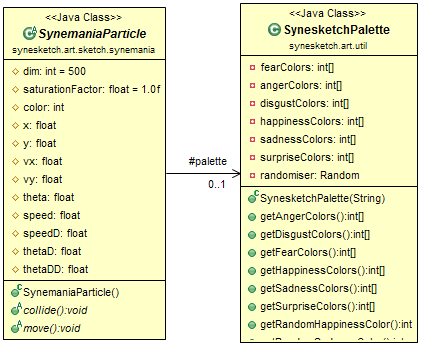 <<Java Class>>
SynemaniaParticle
synesketch.art.sketch.synemania
dim: int = 500
saturationFactor: float = 1.0f
color: int
x: float
y: float
vx: float
vy: float
theta: float
speed: float
speedD: float
thetaD: float
thetaDD: float
SynemaniaParticle()
collide():void
move():void
#palette
0..1
<<Java Class>>
SynesketchPalette
synesketch.art.util
fearColors: int[]
angerColors: int[]
disgustColors: int[]
happinessColors: int[]
sadnessColors: int[]
surpriseColors: int[]
randomiser: Random
SynesketchPalette(String)
getAngerColors():int[]
getDisgustColors():int[]
getFearColors():int[]
getHappinessColors():int[]
getSadnessColors():int[]
getSurpriseColors():int[]
getRandomHappinessColor():int